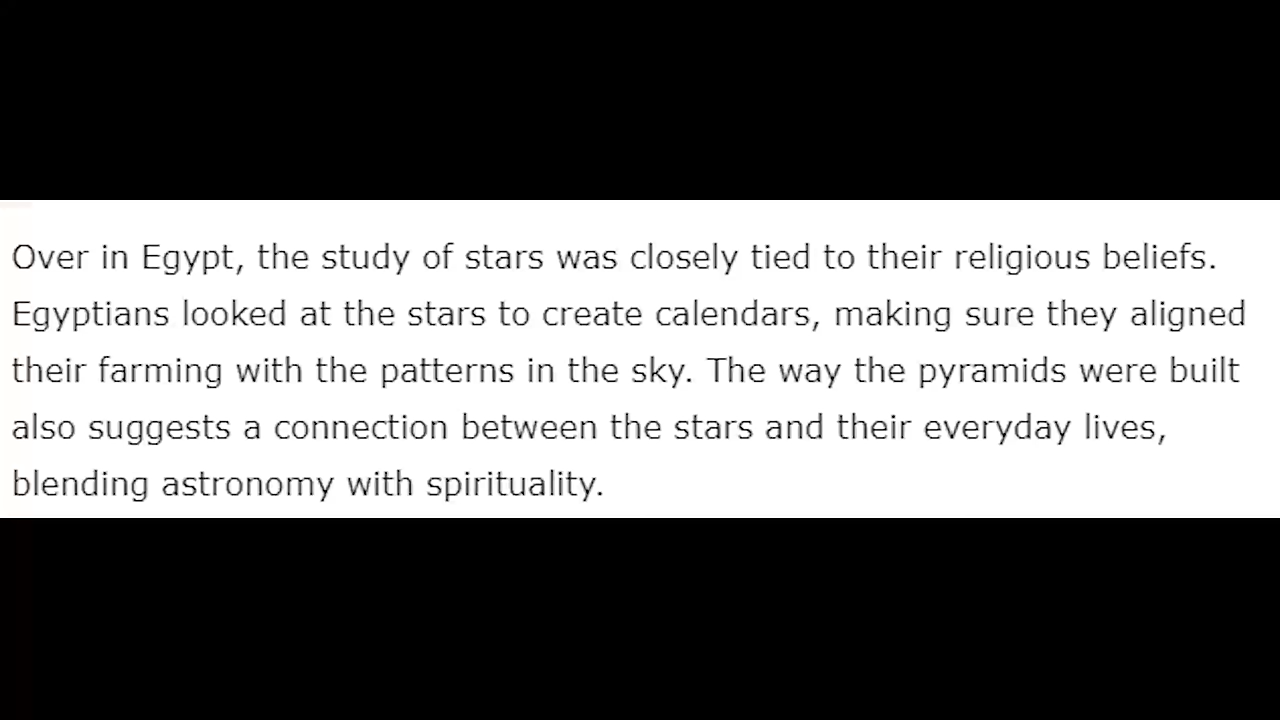 Over in Egypt, the study of stars was closely tied to their religious beliefs.
Egyptians looked at the stars to create calendars, making sure they aligned
their farming with the patterns in the sky. The way the pyramids were built
also suggests a connection between the stars and their everyday lives,
blending astronomy with spirituality.